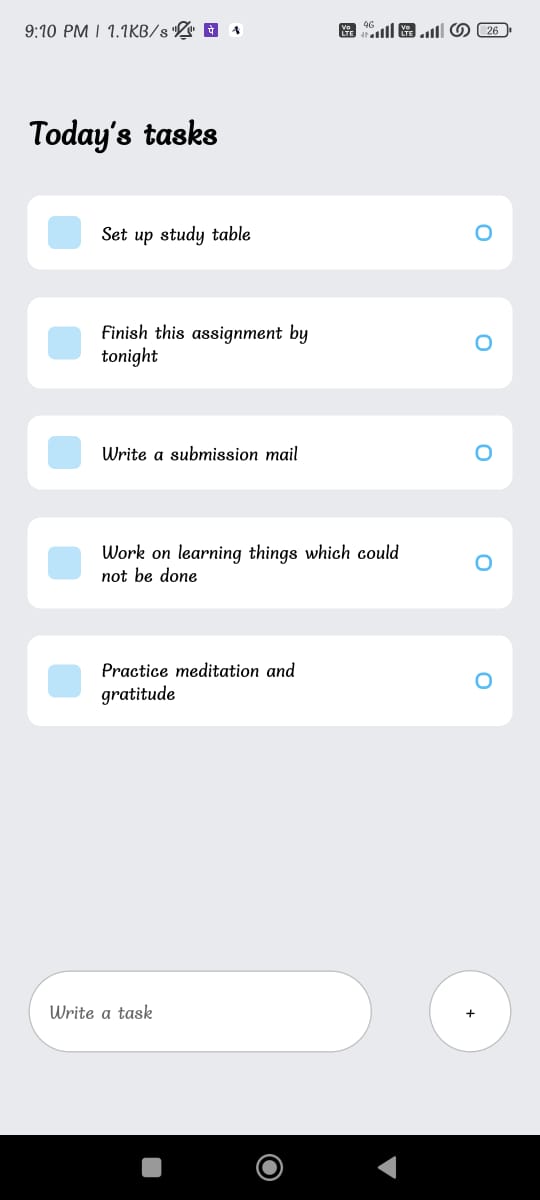 9:10 PM | 1.1KB/s
Vo LTE 4G Vo LTE 26
Today's tasks
Set up study table
Finish this assignment by
tonight
Write a submission mail
Work on learning things which could
not be done
Practice meditation and
gratitude
Write a task
+